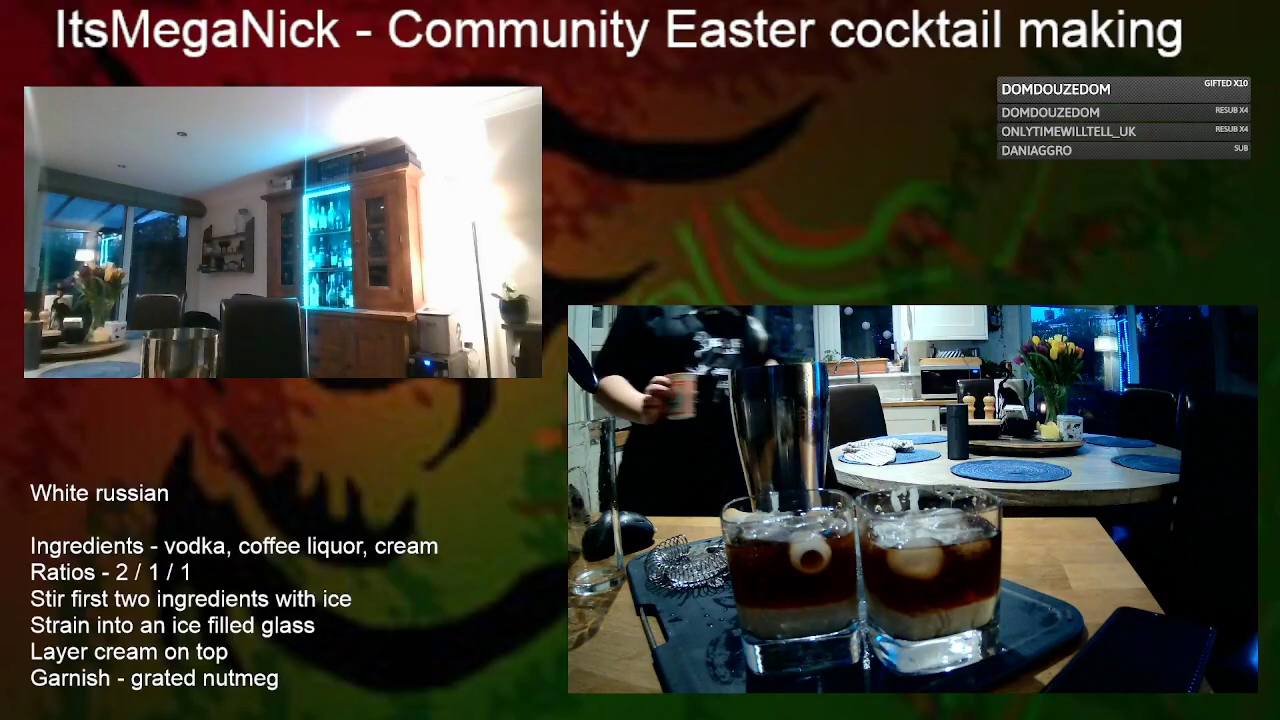 ItsMegaNick - Community Easter cocktail making
DOMDOUZEDOM GIFTED X10
DOMDOUZEDOM RESUB X4
ONLYTIMEWILLTELL_UK RESUB X4
DANIAGGRO SUB
White russian
Ingredients - vodka, coffee liquor, cream
Ratios - 2 / 1 / 1
Stir first two ingredients with ice
Strain into an ice filled glass
Layer cream on top
Garnish - grated nutmeg